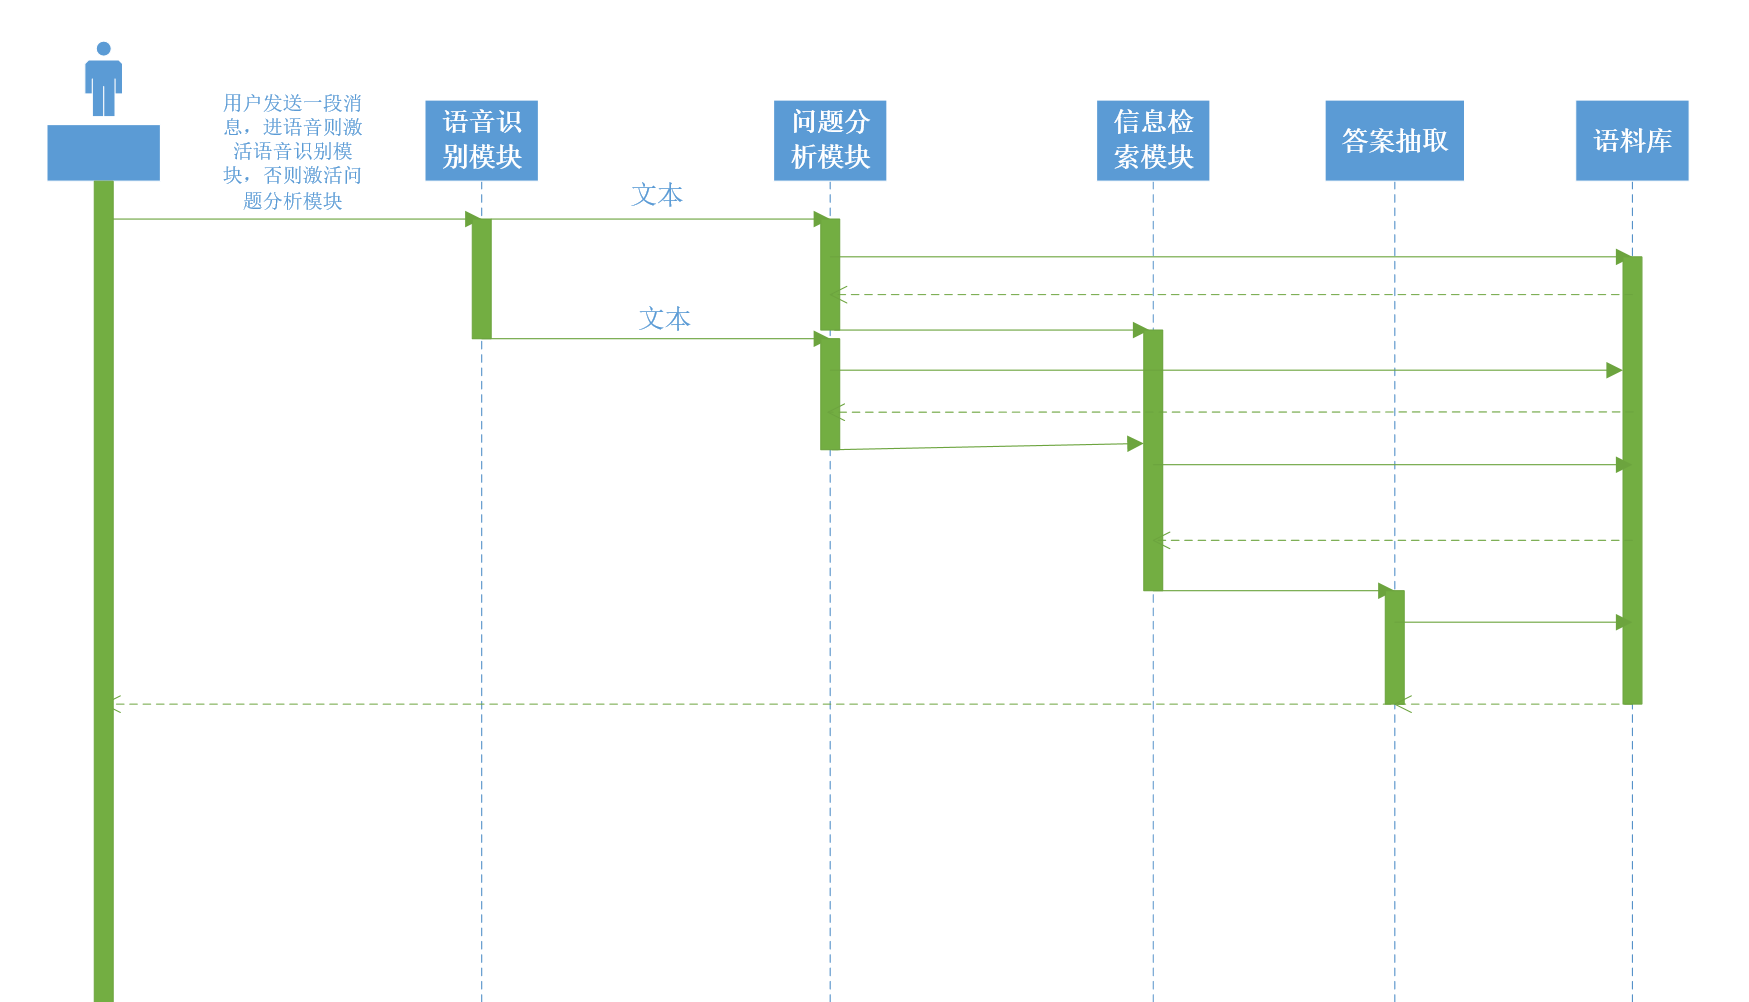 用户发送一段消
息，进语音则激
活语音识别模
块，否则激活问
题分析模块
语音识
别模块
问题分
析模块
信息检
索模块
答案抽取
语料库
文本
文本